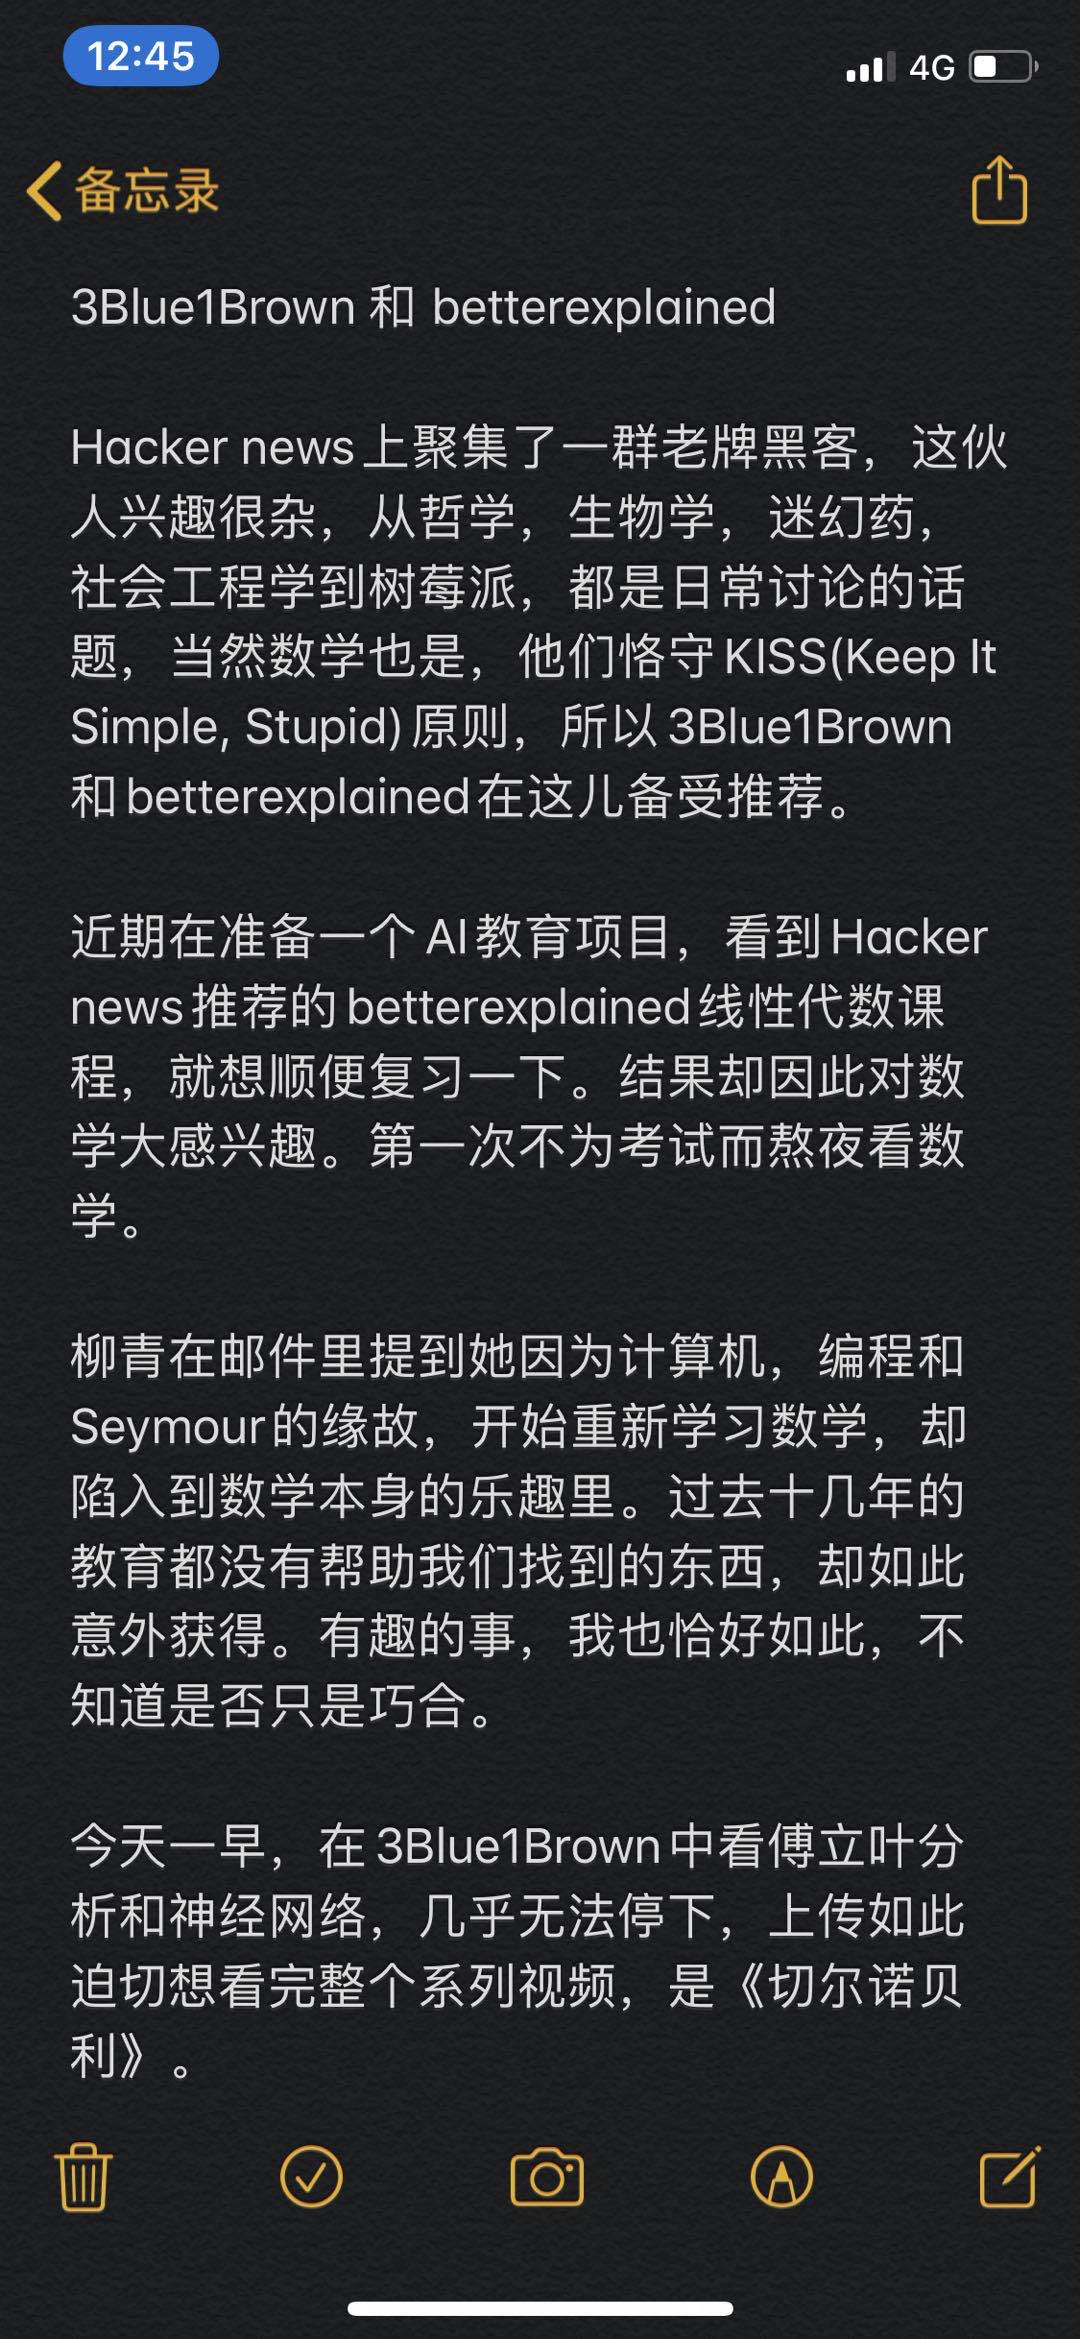 12:45
4G
备忘录
3Blue1Brown 和 betterexplained
Hacker news上聚集了一群老牌黑客，这伙
人兴趣很杂，从哲学，生物学，迷幻药，
社会工程学到树莓派，都是日常讨论的话
题，当然数学也是，他们恪守KISS(Keep It
Simple, Stupid)原则，所以3Blue1Brown
和betterexplained在这儿备受推荐。
近期在准备一个AI教育项目，看到Hacker
news推荐的betterexplained线性代数课
程，就想顺便复习一下。结果却因此对数
学大感兴趣。第一次不为考试而熬夜看数
学。
柳青在邮件里提到她因为计算机，编程和
Seymour的缘故，开始重新学习数学，却
陷入到数学本身的乐趣里。过去十几年的
教育都没有帮助我们找到的东西，却如此
意外获得。有趣的事，我也恰好如此，不
知道是否只是巧合。
今天一早，在3Blue1Brown中看傅立叶分
析和神经网络，几乎无法停下，上传如此
迫切想看完整个系列视频，是《切尔诺贝
利》。